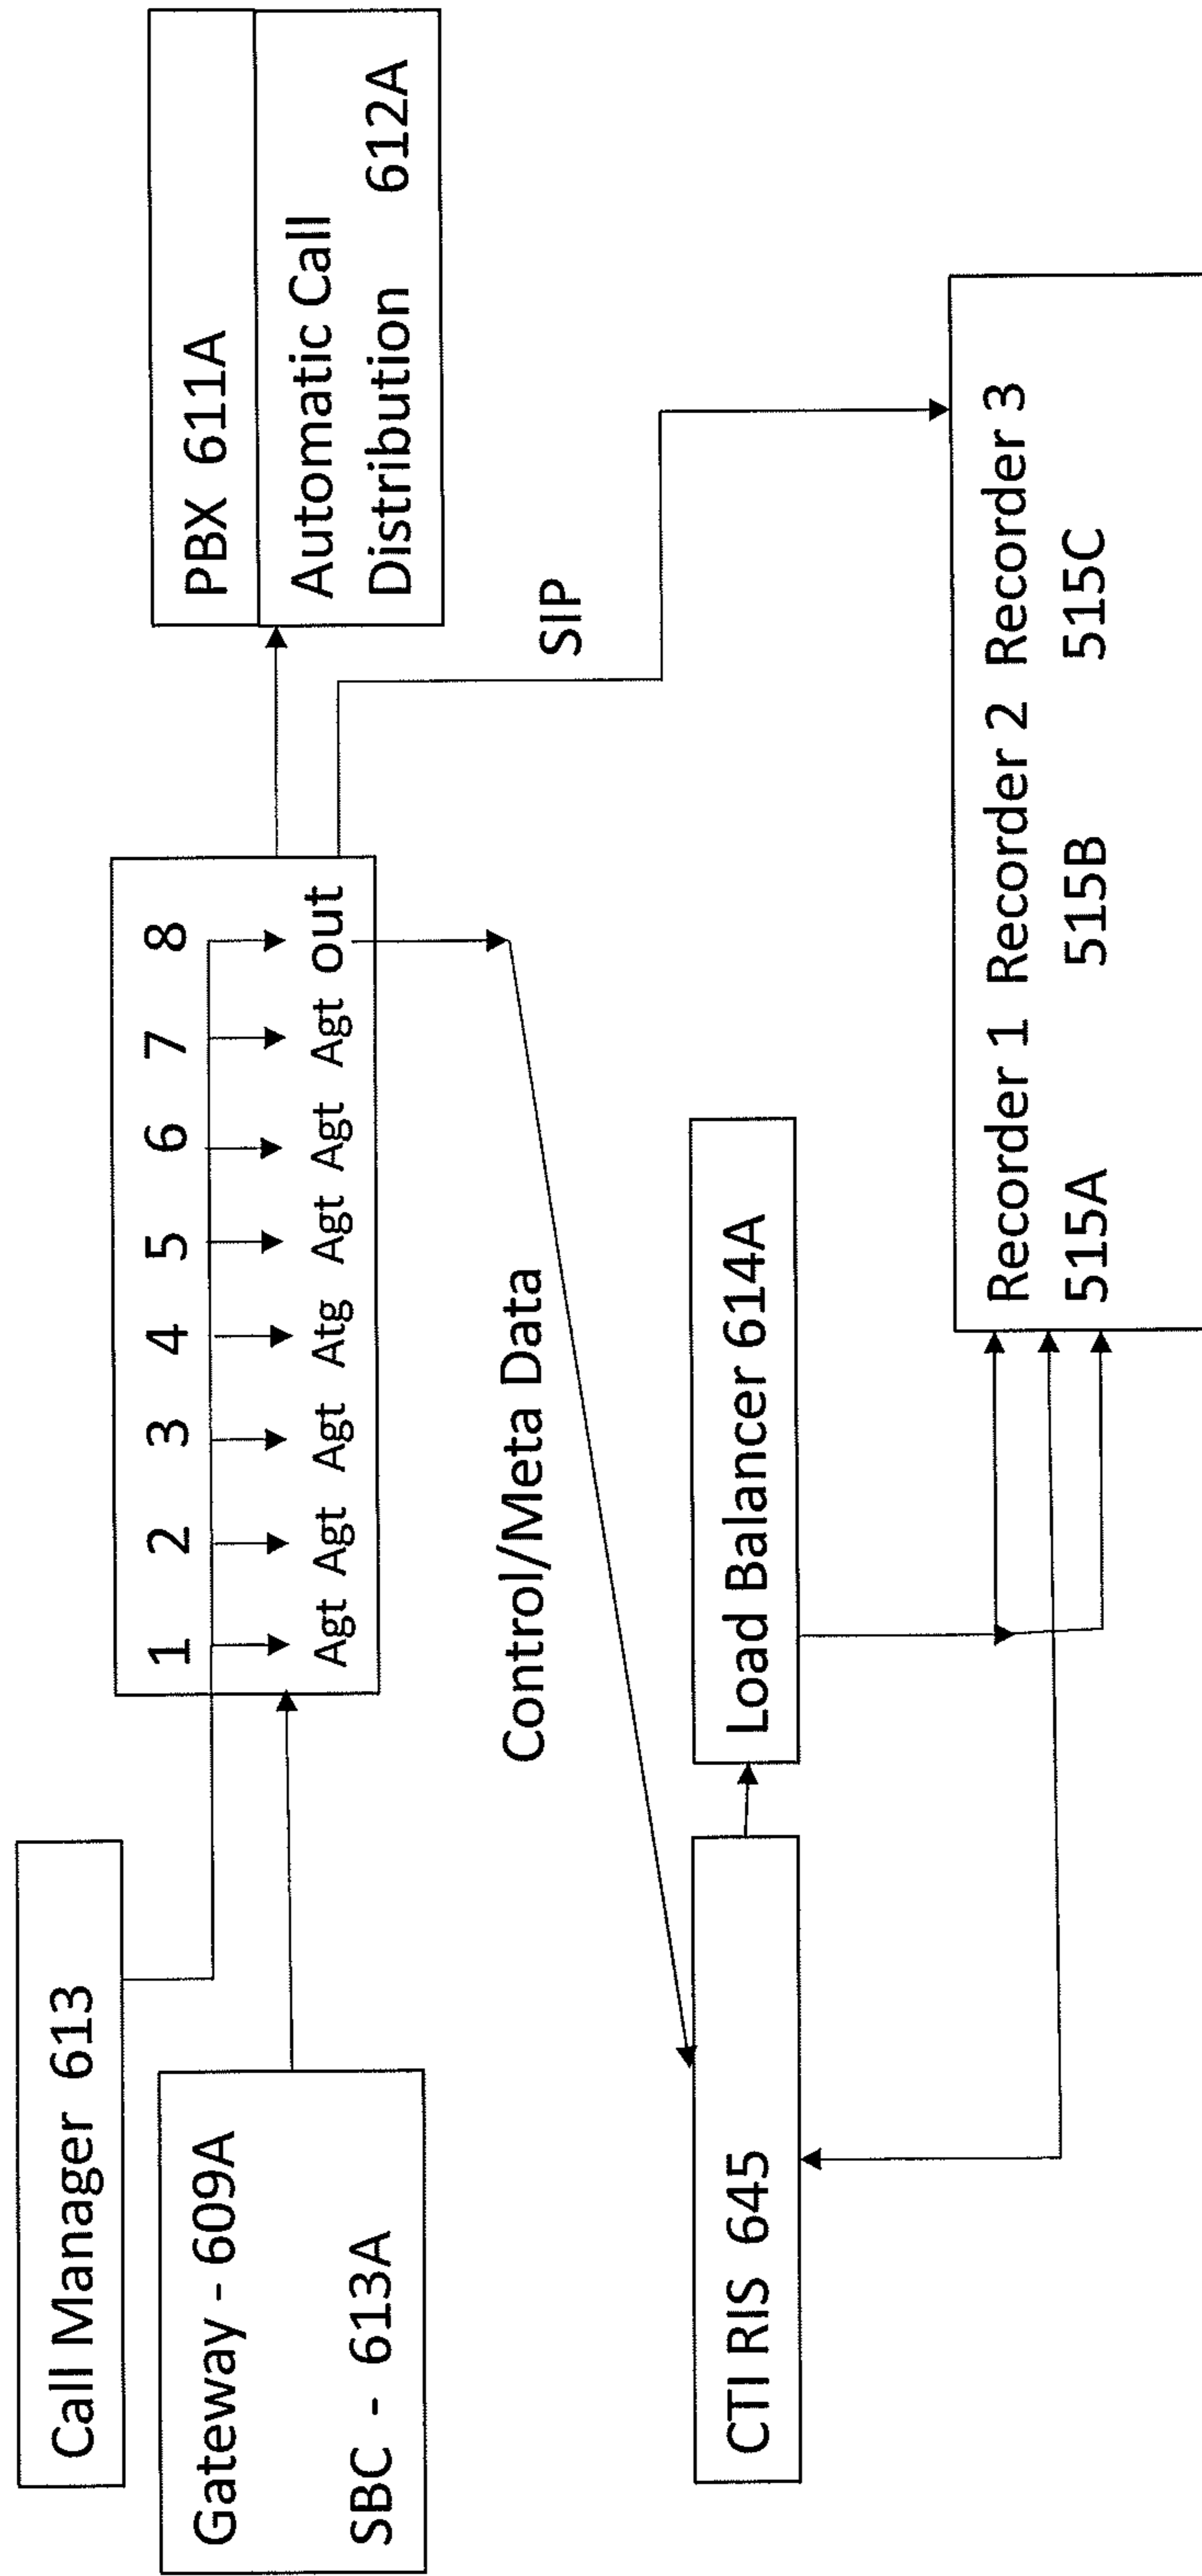 Call Manager 613
Gateway - 609A
SBC - 613A
1 2 3 4 5 6 7 8
Agt Agt Agt Atg Agt Agt Agt out
PBX 611A
Automatic Call
Distribution 612A
Control/Meta Data
SIP
CTI RIS 645
Load Balancer 614A
Recorder 1 Recorder 2 Recorder 3
515A 515B 515C